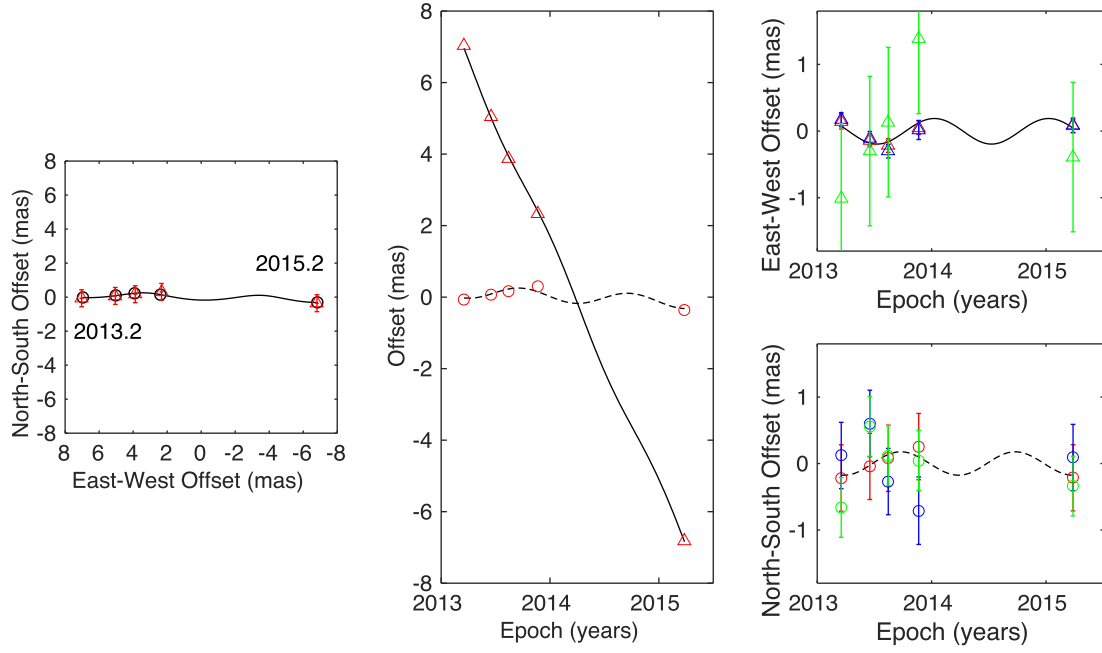 North-South Offset (mas)
8
6
4
2
0
-2
-4
-6
-8
2015.2
2013.2
8 6 4 2 0 -2 -4 -6 -8
East-West Offset (mas)
Offset (mas)
8
6
4
2
0
-2
-4
-6
-8
2013 2014 2015
Epoch (years)
East-West Offset (mas)
1
0
-1
2013 2014 2015
Epoch (years)
North-South Offset (mas)
1
0
-1
2013 2014 2015
Epoch (years)